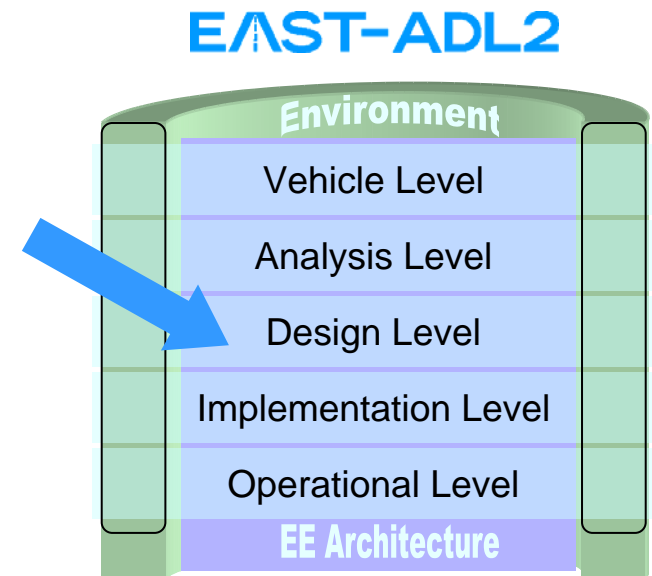 EAST-ADL2
Environment
Vehicle Level
Analysis Level
Design Level
Implementation Level
Operational Level
EE Architecture